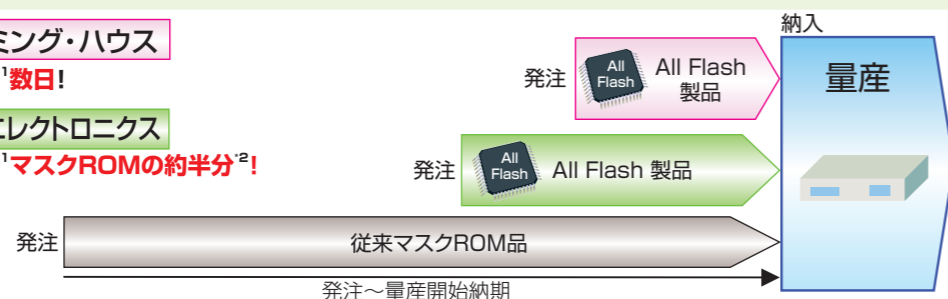 ミング・ハウス
*1数日!
エレクトロニクス
*1マスクROMの約半分*2!
納入
発注
All
Flash
All Flash
製品
量産
発注
All
Flash
All Flash 製品
発注
従来マスクROM品
発注〜量産開始納期